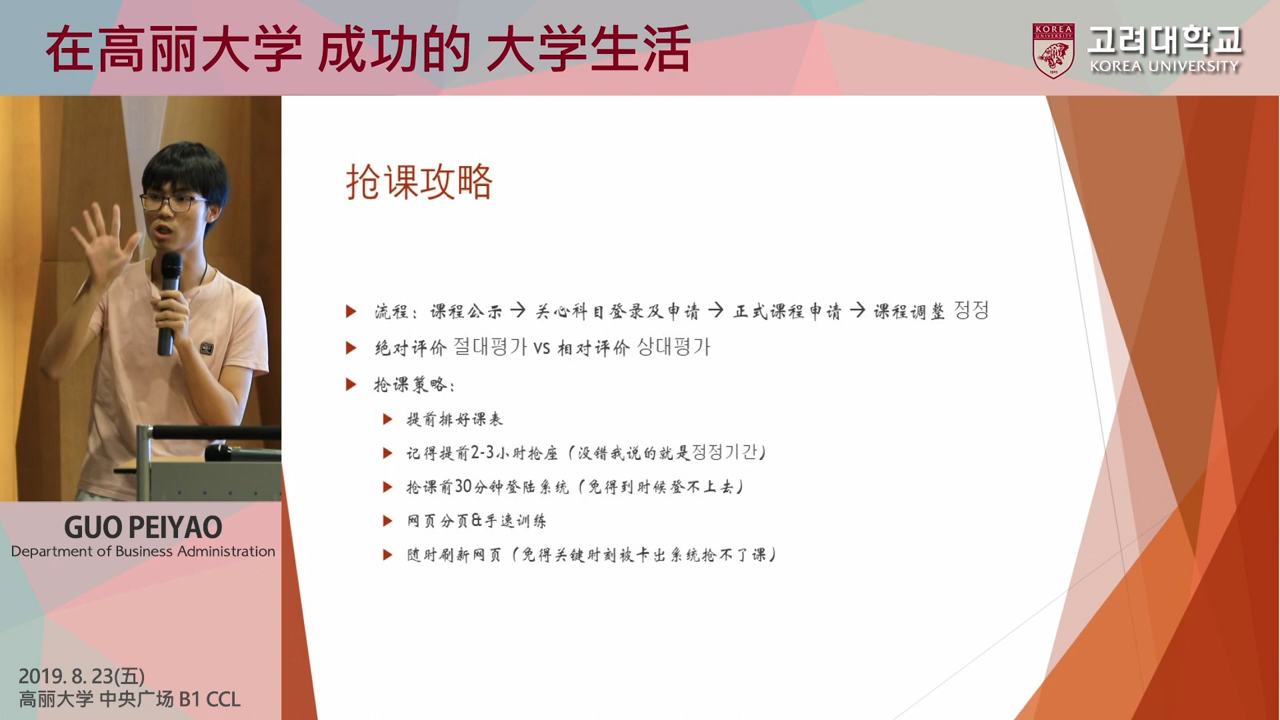 在高丽大学 成功的 大学生活
KOREA
UNIVERSITY
고려대학교
KOREA UNIVERSITY
抢课攻略
流程：课程公示 → 关心科目登录及申请 → 正式课程申请 → 课程调整 정정
绝对评价 절대평가 vs 相对评价 상대평가
抢课策略：
提前排好课表
记得提前2-3小时抢座（没错我说的就是정정기간）
抢课前30分钟登陆系统（免得到时候登不上去）
网页分页&手速训练
随时刷新网页（免得关键时刻被卡出系统抢不了课）
GUO PEIYAO
Department of Business Administration
2019. 8. 23(五)
高丽大学 中央广场 B1 CCL